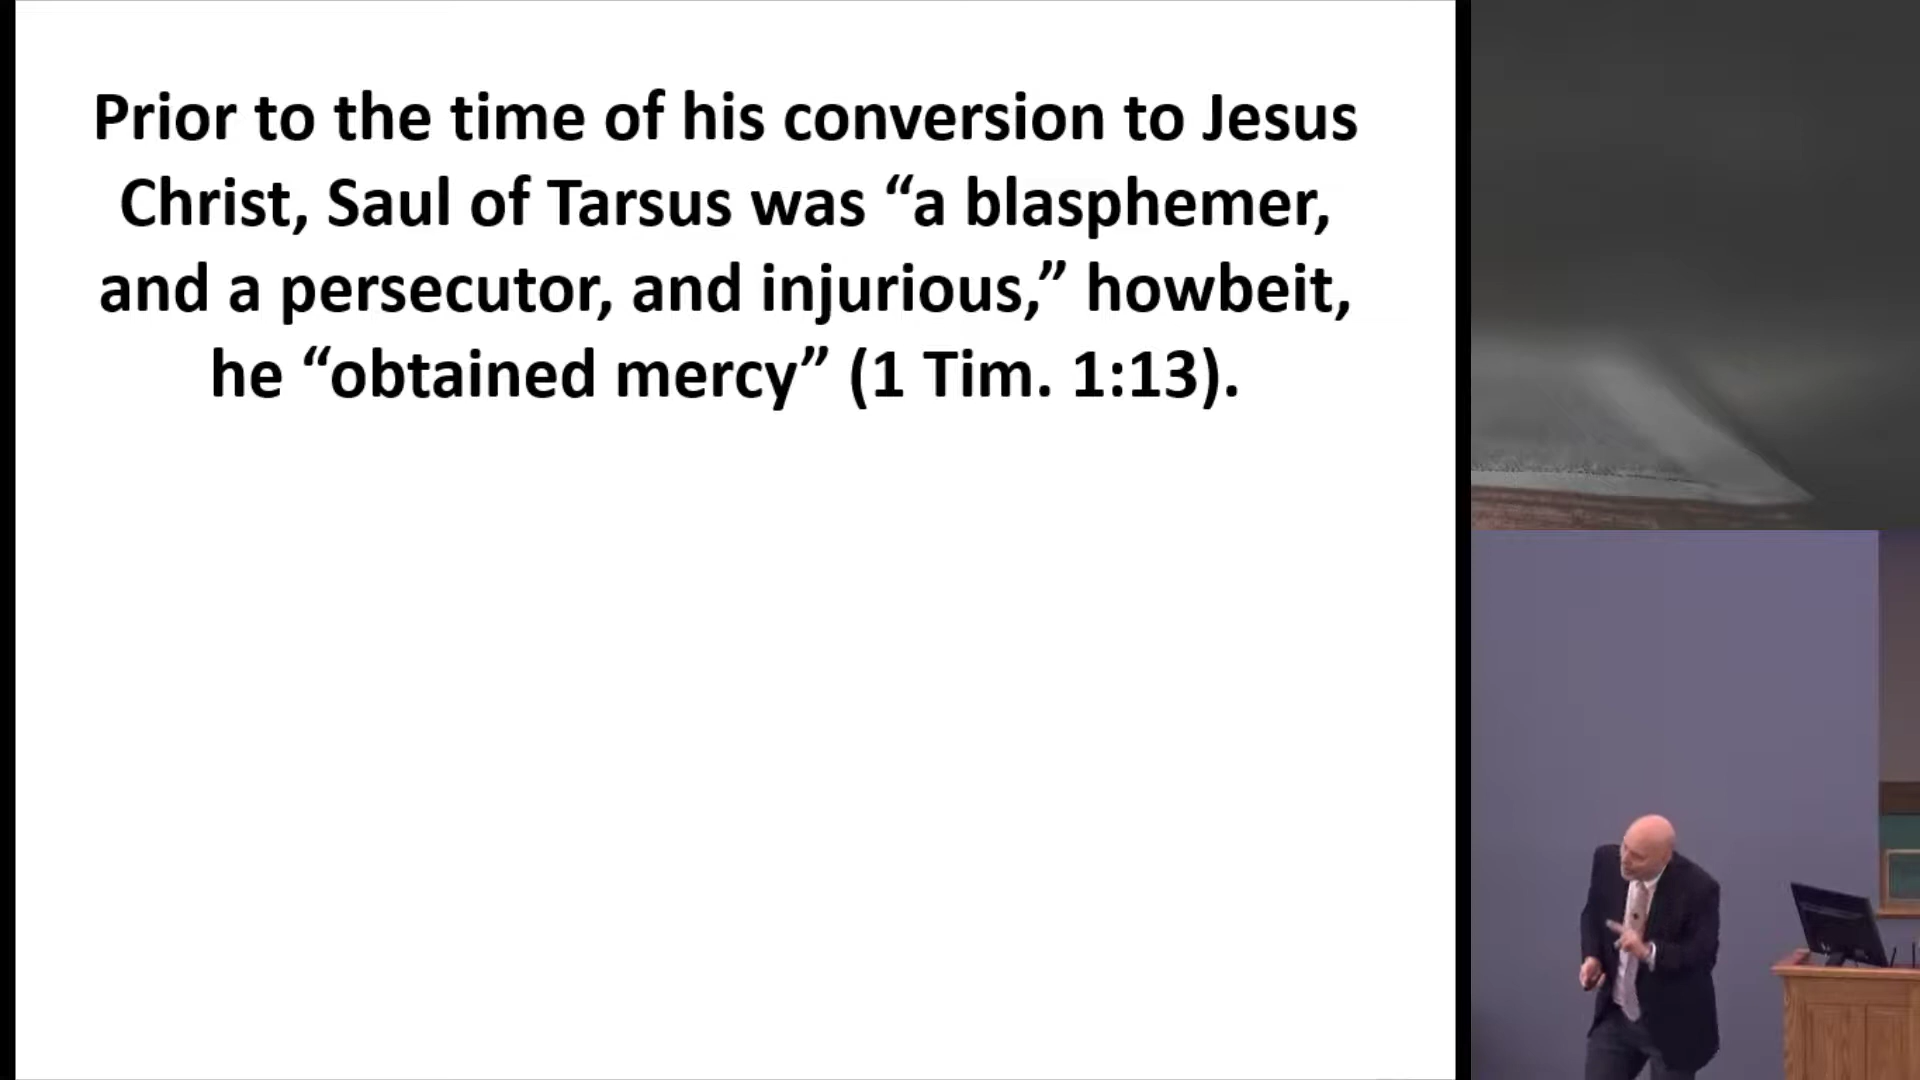 Prior to the time of his conversion to Jesus
Christ, Saul of Tarsus was “a blasphemer,
and a persecutor, and injurious,” howbeit,
he “obtained mercy” (1 Tim. 1:13).